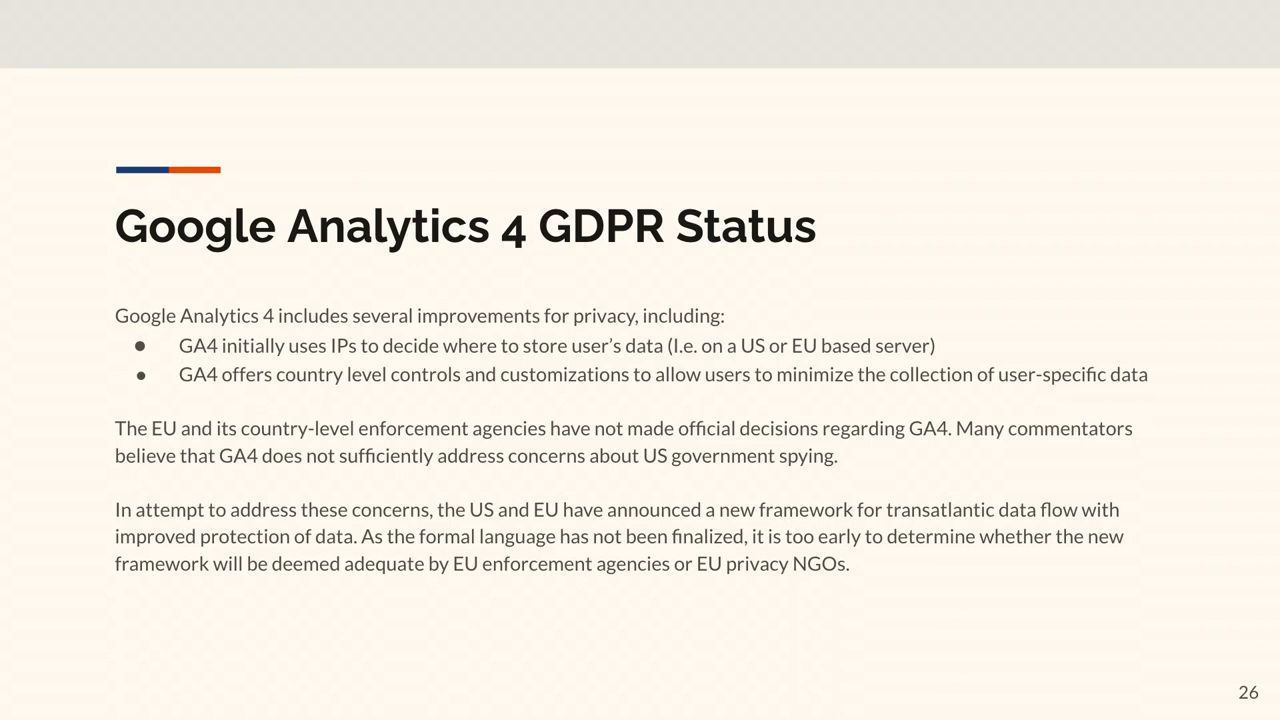 Google Analytics 4 GDPR Status
Google Analytics 4 includes several improvements for privacy, including:
● GA4 initially uses IPs to decide where to store user’s data (I.e. on a US or EU based server)
● GA4 offers country level controls and customizations to allow users to minimize the collection of user-specific data
The EU and its country-level enforcement agencies have not made official decisions regarding GA4. Many commentators
believe that GA4 does not sufficiently address concerns about US government spying.
In attempt to address these concerns, the US and EU have announced a new framework for transatlantic data flow with
improved protection of data. As the formal language has not been finalized, it is too early to determine whether the new
framework will be deemed adequate by EU enforcement agencies or EU privacy NGOs.
26